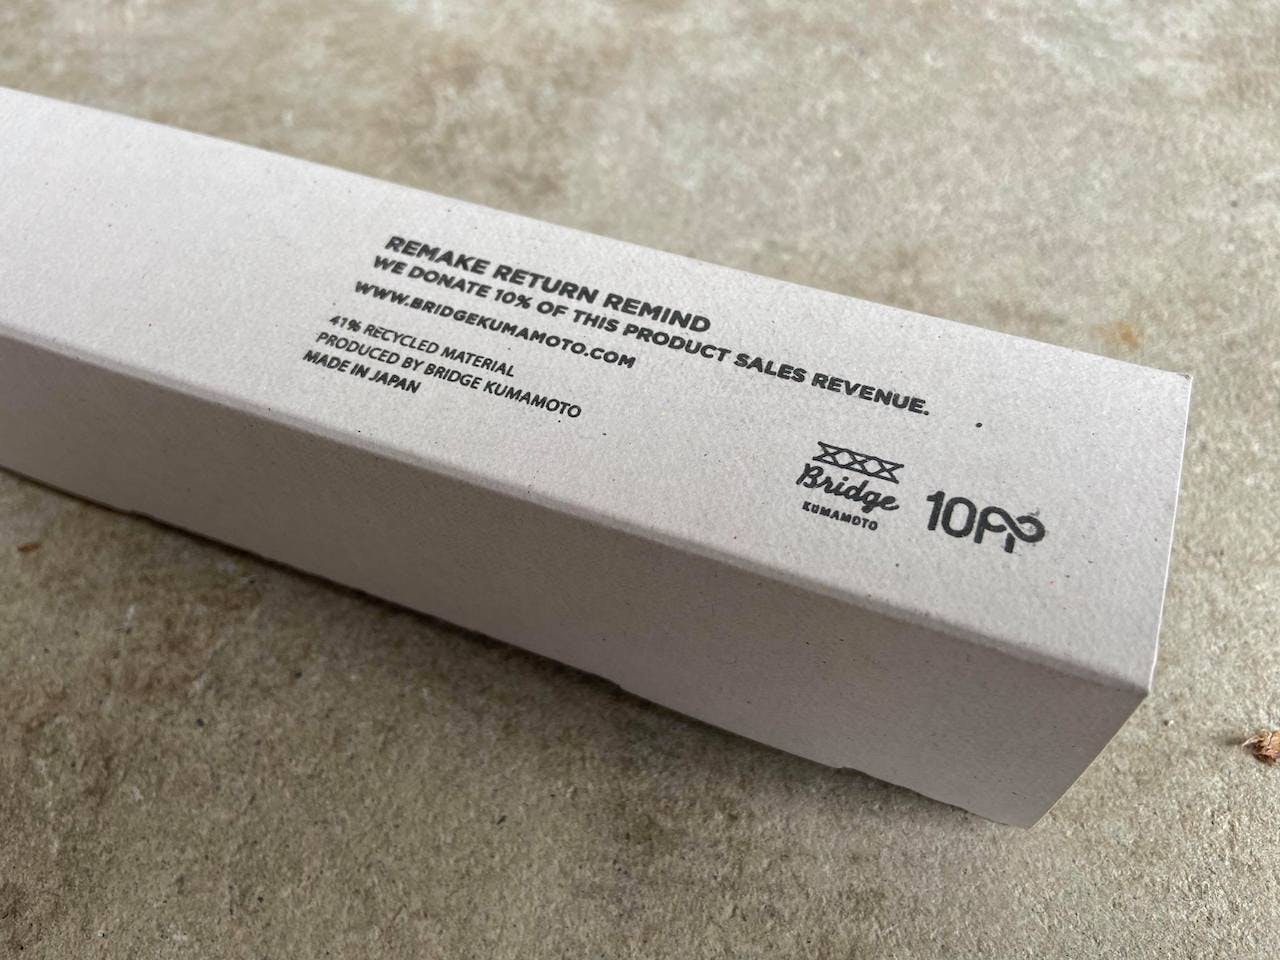 REMAKE RETURN REMIND
WE DONATE 10% OF THIS PRODUCT SALES REVENUE.
WWW.BRIDGEKUMAMOTO.COM
41% RECYCLED MATERIAL
PRODUCED BY BRIDGE KUMAMOTO
MADE IN JAPAN
Bridge
KUMAMOTO
10PP